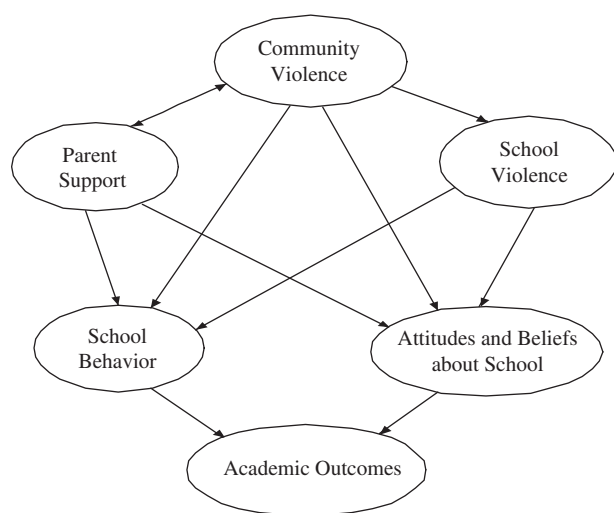 Community
Violence
Parent
Support
School
Violence
School
Behavior
Attitudes and Beliefs
about School
Academic Outcomes